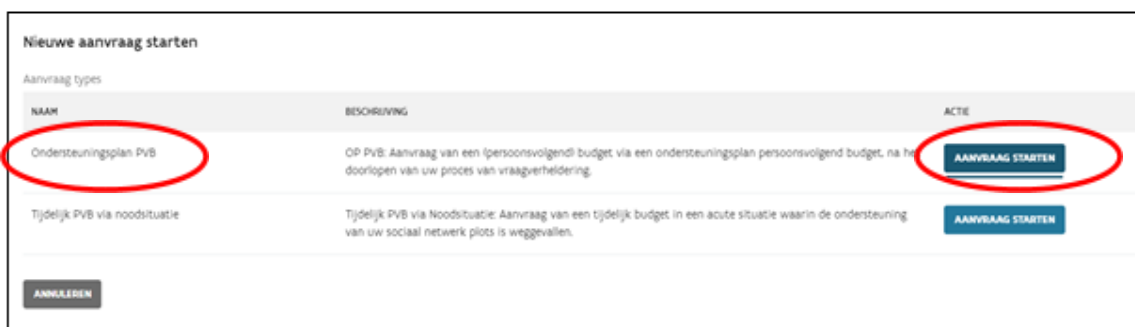 Nieuwe aanvraag starten
Aanvraag types
NAAM BESCHRIJVING ACTIE
Ondersteuningsplan PVB OP PVB: Aanvraag van een (persoonsvolgend) budget via een ondersteuningsplan persoonsvolgend budget, na he AANVRAAG STARTEN
doorlopen van uw proces van vraagverheldering.
Tijdelijk PVB via noodsituatie Tijdelijk PVB via Noodsituatie: Aanvraag van een tijdelijk budget in een acute situatie waarin de ondersteuning AANVRAAG STARTEN
van uw sociaal netwerk plots is weggevallen.
ANNULEREN